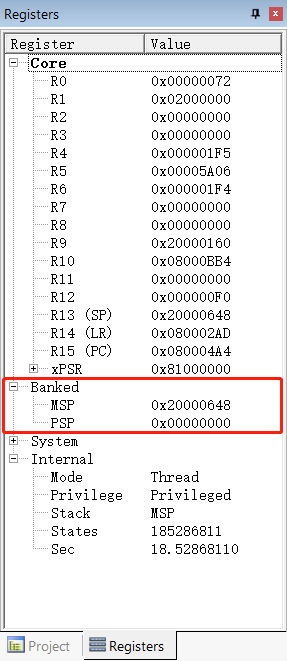 Registers
Register Value
Core
R0 0x00000072
R1 0x02000000
R2 0x00000000
R3 0x00000000
R4 0x000001F5
R5 0x00005A06
R6 0x000001F4
R7 0x00000000
R8 0x00000000
R9 0x20000160
R10 0x08000BB4
R11 0x00000000
R12 0x000000F0
R13 (SP) 0x20000648
R14 (LR) 0x080002AD
R15 (PC) 0x080004A4
xPSR 0x81000000
Banked
MSP 0x20000648
PSP 0x00000000
System
Internal
Mode Thread
Privilege Privileged
Stack MSP
States 185286811
Sec 18.52868110
Project Registers